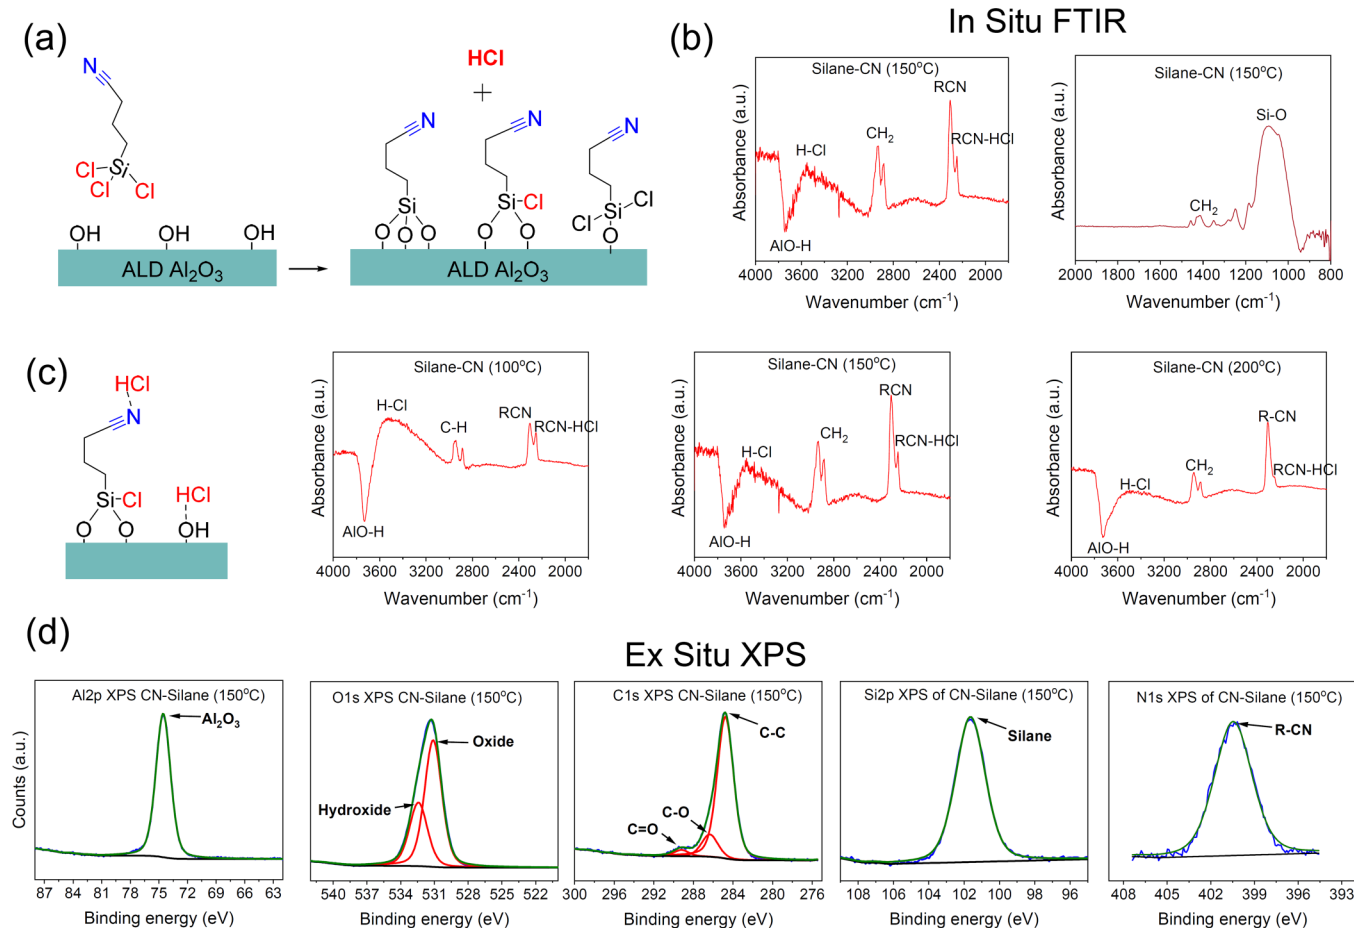 In Situ FTIR
(a)
N
Si
Cl
Cl
Cl
OH
OH
OH
ALD Al₂O₃
HCl
+
N
N
N
Si
Si
Cl
Cl
Si
Cl
O
O
O
O
O
O
ALD Al₂O₃
(b)
Silane-CN (150°C)
RCN
RCN-HCl
CH₂
H-Cl
AlO-H
Absorbance (a.u.)
4000 3600 3200 2800 2400 2000
Wavenumber (cm⁻¹)
Silane-CN (150°C)
Si-O
CH₂
Absorbance (a.u.)
2000 1800 1600 1400 1200 1000 800
Wavenumber (cm⁻¹)
(c)
HCl
N
Si
Cl
HCl
O
O
OH
Silane-CN (100°C)
H-Cl
C-H
RCN
RCN-HCl
AlO-H
Absorbance (a.u.)
4000 3600 3200 2800 2400 2000
Wavenumber (cm⁻¹)
Silane-CN (150°C)
RCN
RCN-HCl
CH₂
H-Cl
AlO-H
Absorbance (a.u.)
4000 3600 3200 2800 2400 2000
Wavenumber (cm⁻¹)
Silane-CN (200°C)
R-CN
RCN-HCl
CH₂
H-Cl
AlO-H
Absorbance (a.u.)
4000 3600 3200 2800 2400 2000
Wavenumber (cm⁻¹)
(d)
Ex Situ XPS
Al2p XPS CN-Silane (150°C)
Al₂O₃
Counts (a.u.)
87 84 81 78 75 72 69 66 63
Binding energy (eV)
O1s XPS CN-Silane (150°C)
Oxide
Hydroxide
540 537 534 531 528 525 522
Binding energy (eV)
C1s XPS CN-Silane (150°C)
C-C
C-O
C=O
300 296 292 288 284 280 276
Binding energy (eV)
Si2p XPS of CN-Silane (150°C)
Silane
108 106 104 102 100 98 96
Binding energy (eV)
N1s XPS of CN-Silane (150°C)
R-CN
408 405 402 399 396 393
Binding energy (eV)